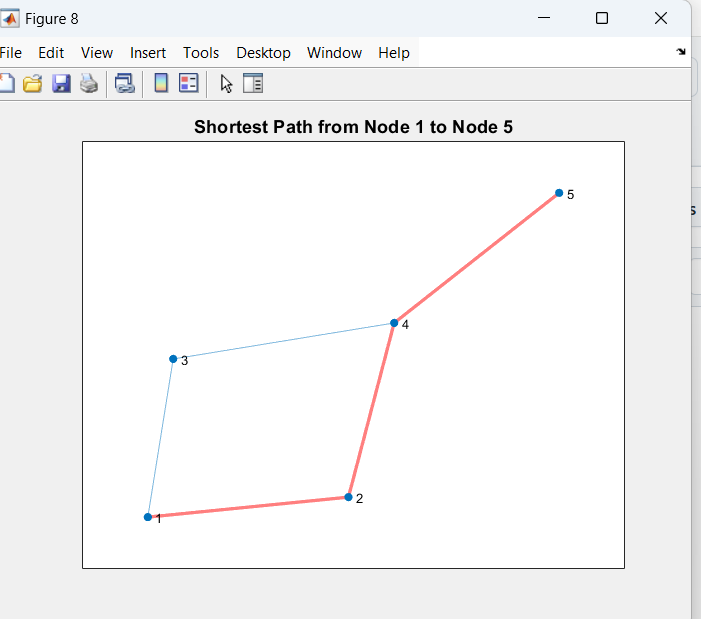 Figure 8
File Edit View Insert Tools Desktop Window Help
Shortest Path from Node 1 to Node 5
5
4
3
2
1
s